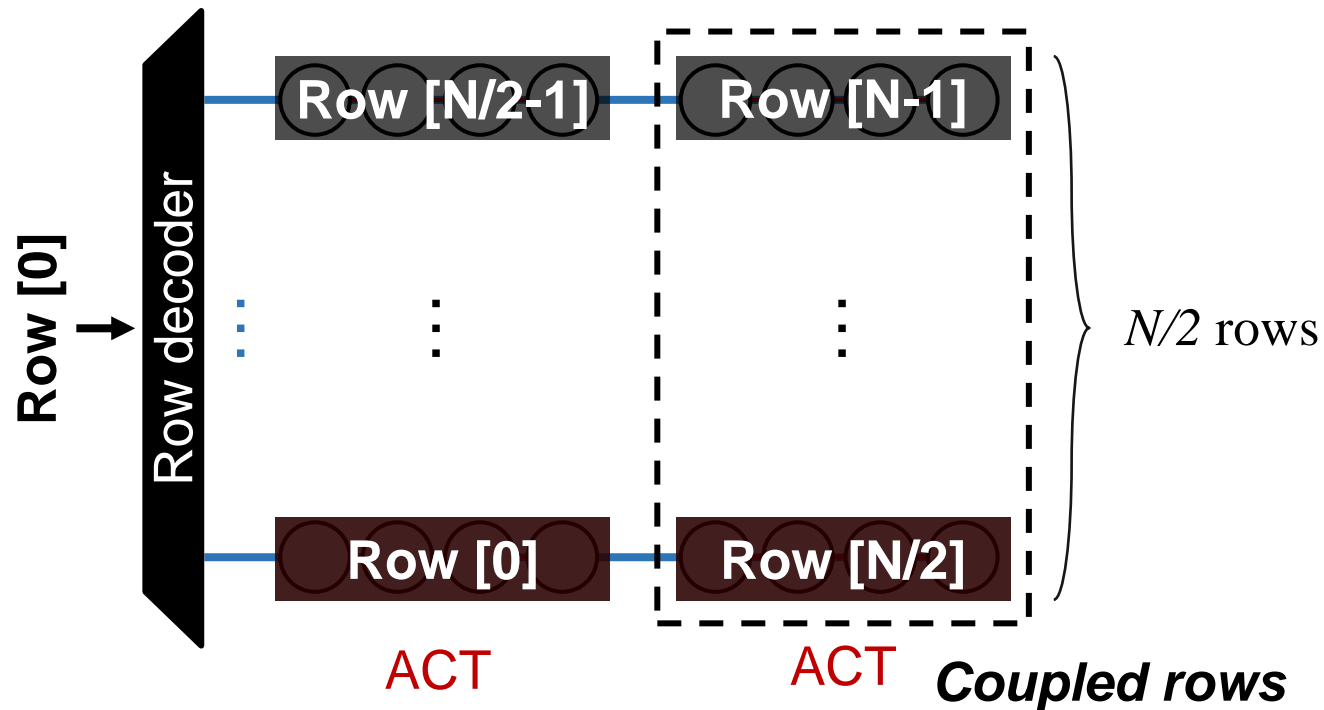 Row [0]
Row decoder
Row [N/2-1]
Row [N-1]
N/2 rows
Row [0]
Row [N/2]
ACT
ACT
Coupled rows